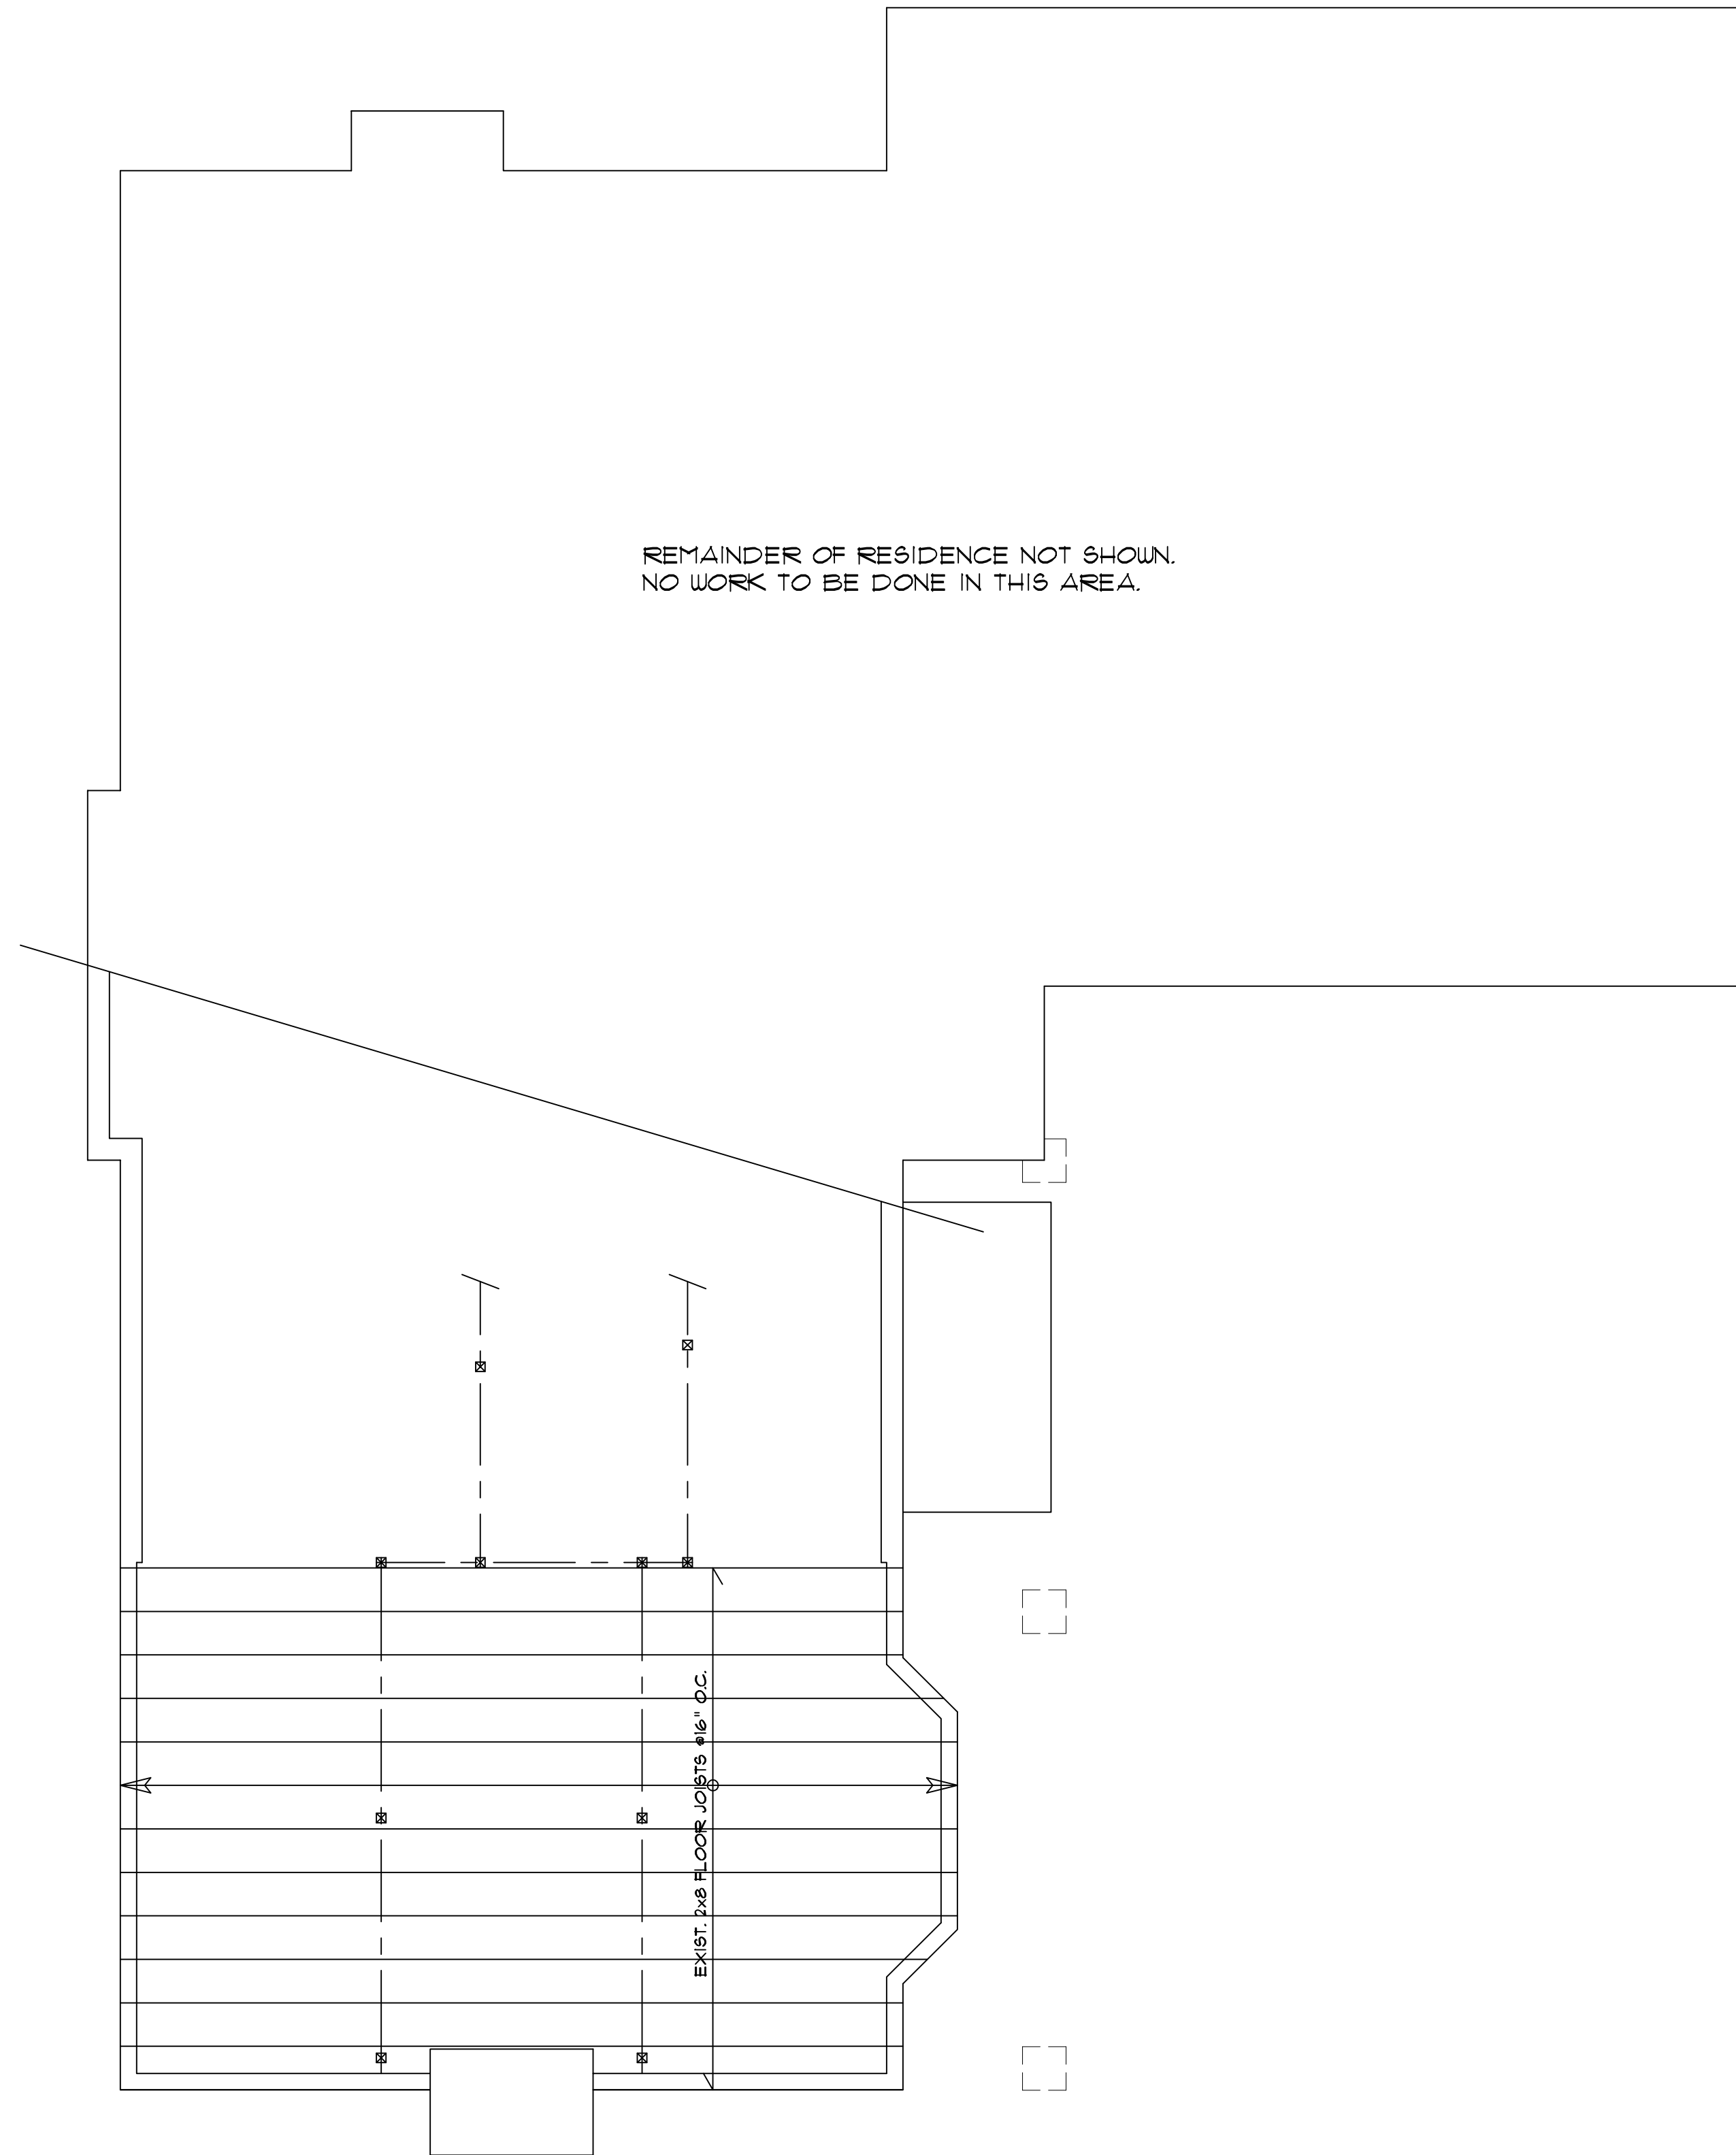 REMAINDER OF RESIDENCE NOT SHOWN.
NO WORK TO BE DONE IN THIS AREA.
EXIST. 2x8 FLOOR JOISTS @16" O.C.